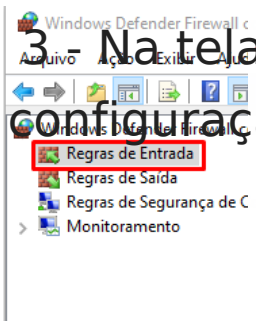 Windows Defender Firewall c
3 - Na tela
Arquivo Ação Exibir Ajud
Windows Defender Firewall c
configuraç
Regras de Entrada
Regras de Saída
Regras de Segurança de C
Monitoramento